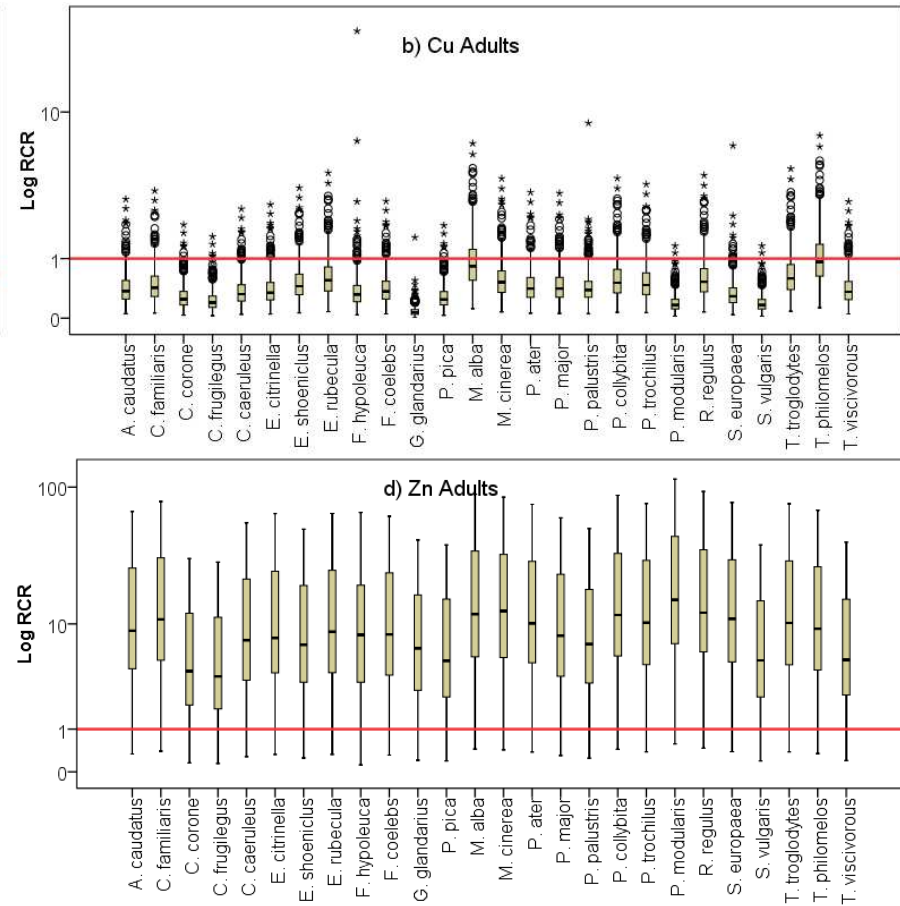 b) Cu Adults
Log RCR
10
1
0
A. caudatus
C. familiaris
C. corone
C. frugilegus
C. caeruleus
E. citrinella
E. shoeniclus
E. rubecula
F. hypoleuca
F. coelebs
G. glandarius
P. pica
M. alba
M. cinerea
P. ater
P. major
P. palustris
P. collybita
P. trochilus
P. modularis
R. regulus
S. europaea
S. vulgaris
T. troglodytes
T. philomelos
T. viscivorous
d) Zn Adults
Log RCR
100
10
1
0
A. caudatus
C. familiaris
C. corone
C. frugilegus
C. caeruleus
E. citrinella
E. shoeniclus
E. rubecula
F. hypoleuca
F. coelebs
G. glandarius
P. pica
M. alba
M. cinerea
P. ater
P. major
P. palustris
P. collybita
P. trochilus
P. modularis
R. regulus
S. europaea
S. vulgaris
T. troglodytes
T. philomelos
T. viscivorous